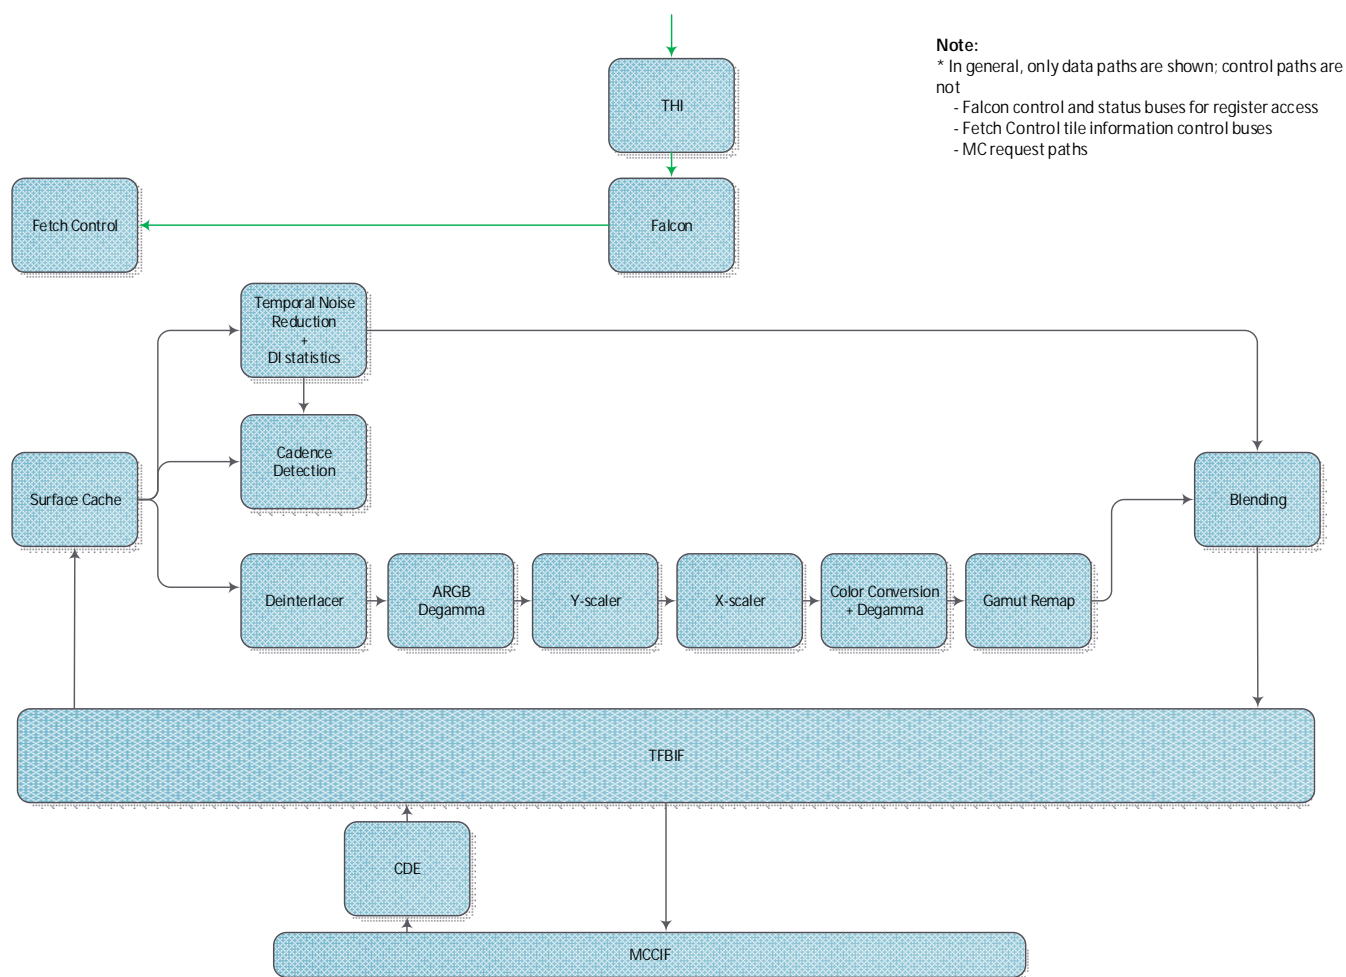 Note:
* In general, only data paths are shown; control paths are
not
- Falcon control and status buses for register access
- Fetch Control tile information control buses
- MC request paths
THI
Fetch Control
Falcon
Temporal Noise
Reduction
+
DI statistics
Cadence
Detection
Surface Cache
Blending
Deinterlacer
ARGB
Degamma
Y-scaler
X-scaler
Color Conversion
+ Degamma
Gamut Remap
TFBIF
CDE
MCCIF